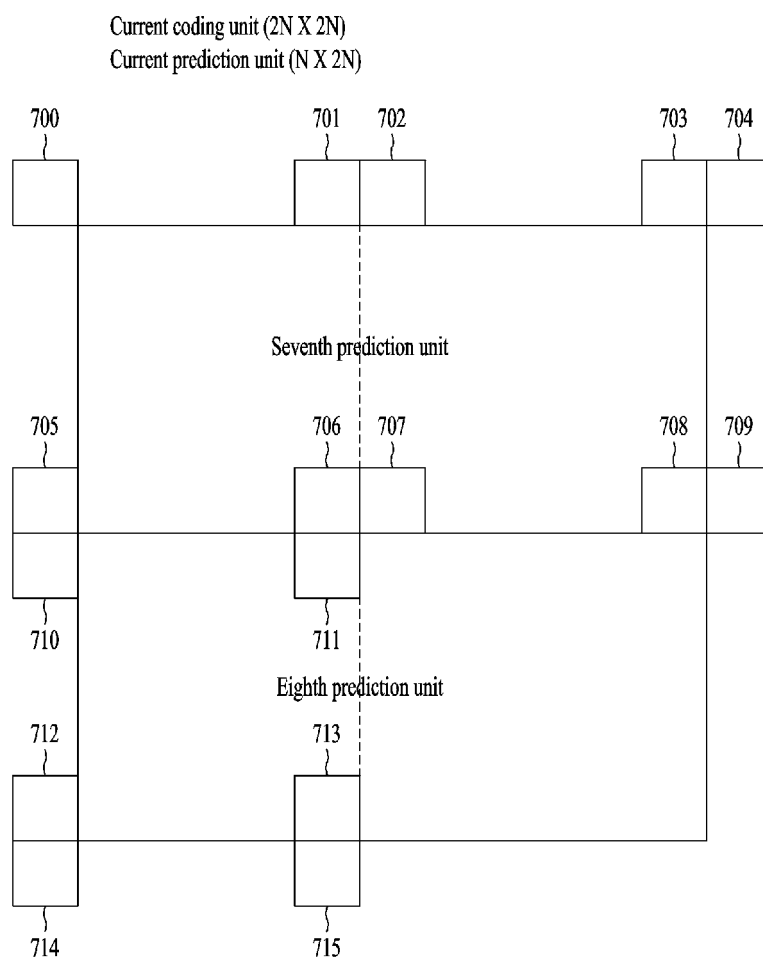 Current coding unit (2N X 2N)
Current prediction unit (N X 2N)
700 701 702 703 704
Seventh prediction unit
705 706 707 708 709
710 711
Eighth prediction unit
712 713
714 715